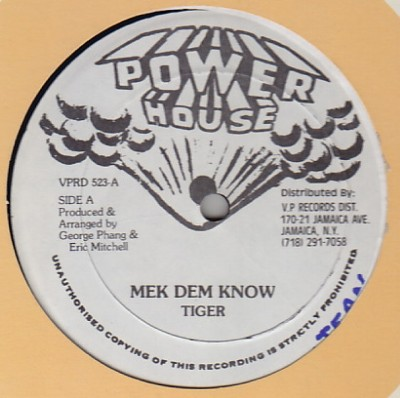 POWER
HOUSE
VPRD 523-A
SIDE A
Produced &
Arranged by
George Phang &
Eric Mitchell
Distributed By:
V.P RECORDS DIST.
170-21 JAMAICA AVE.
JAMAICA, N.Y.
(718) 291-7058
MEK DEM KNOW
TIGER
UNAUTHORISED COPYING OF THIS RECORDING IS STRICTLY PROHIBITED.